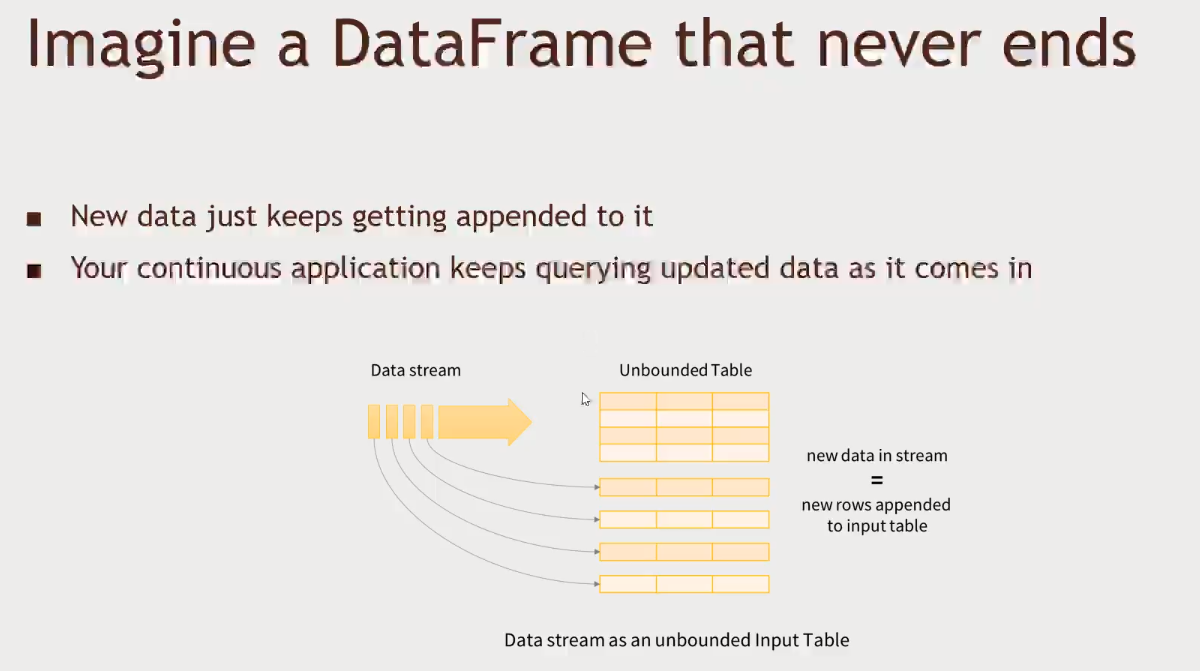 Imagine a DataFrame that never ends
New data just keeps getting appended to it
Your continuous application keeps querying updated data as it comes in
Data stream
Unbounded Table
new data in stream
=
new rows appended
to input table
Data stream as an unbounded Input Table